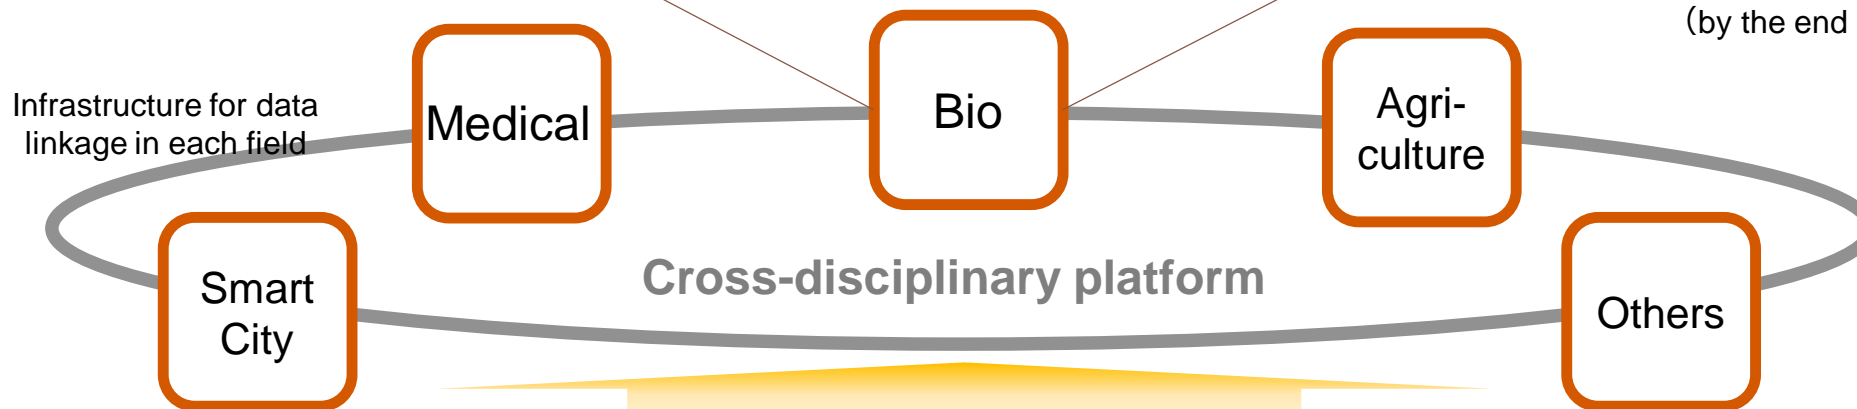 (by the end
Infrastructure for data
linkage in each field
Medical
Bio
Agri-
culture
Smart
City
Cross-disciplinary platform
Others